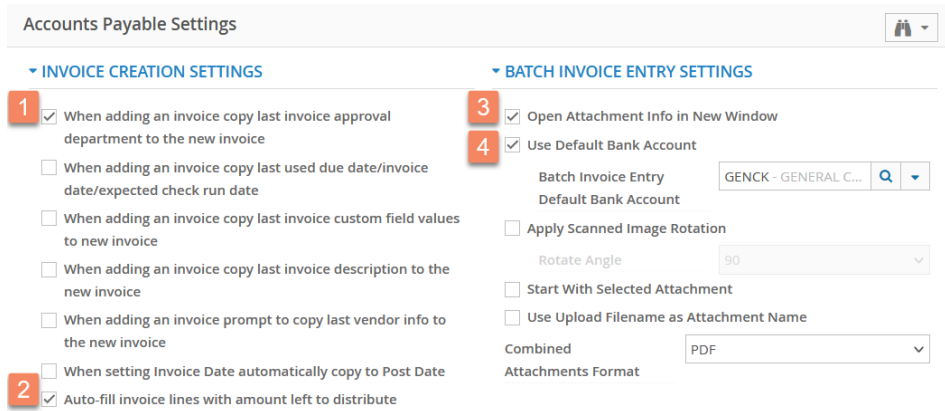 Accounts Payable Settings
INVOICE CREATION SETTINGS
1
When adding an invoice copy last invoice approval
department to the new invoice
When adding an invoice copy last used due date/invoice
date/expected check run date
When adding an invoice copy last invoice custom field values
to new invoice
When adding an invoice copy last invoice description to the
new invoice
When adding an invoice prompt to copy last vendor info to
the new invoice
When setting Invoice Date automatically copy to Post Date
2
Auto-fill invoice lines with amount left to distribute
BATCH INVOICE ENTRY SETTINGS
3
Open Attachment Info in New Window
4
Use Default Bank Account
Batch Invoice Entry
Default Bank Account
GENCK - GENERAL C...
Apply Scanned Image Rotation
Rotate Angle
90
Start With Selected Attachment
Use Upload Filename as Attachment Name
Combined
Attachments Format
PDF